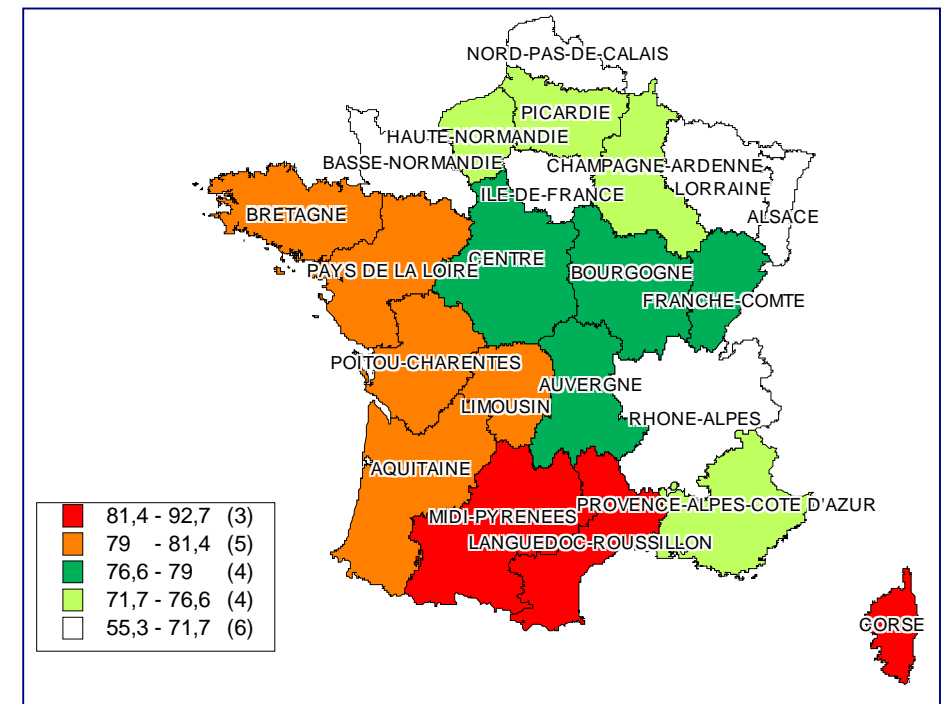 NORD-PAS-DE-CALAIS
PICARDIE
HAUTE-NORMANDIE
BASSE-NORMANDIE
CHAMPAGNE-ARDENNE
ILE-DE-FRANCE
LORRAINE
ALSACE
BRETAGNE
PAYS DE LA LOIRE
CENTRE
BOURGOGNE
FRANCHE-COMTE
POITOU-CHARENTES
AUVERGNE
LIMOUSIN
RHONE-ALPES
AQUITAINE
MIDI-PYRENEES
PROVENCE-ALPES-COTE D'AZUR
LANGUEDOC-ROUSSILLON
CORSE
81,4 - 92,7 (3)
79 - 81,4 (5)
76,6 - 79 (4)
71,7 - 76,6 (4)
55,3 - 71,7 (6)